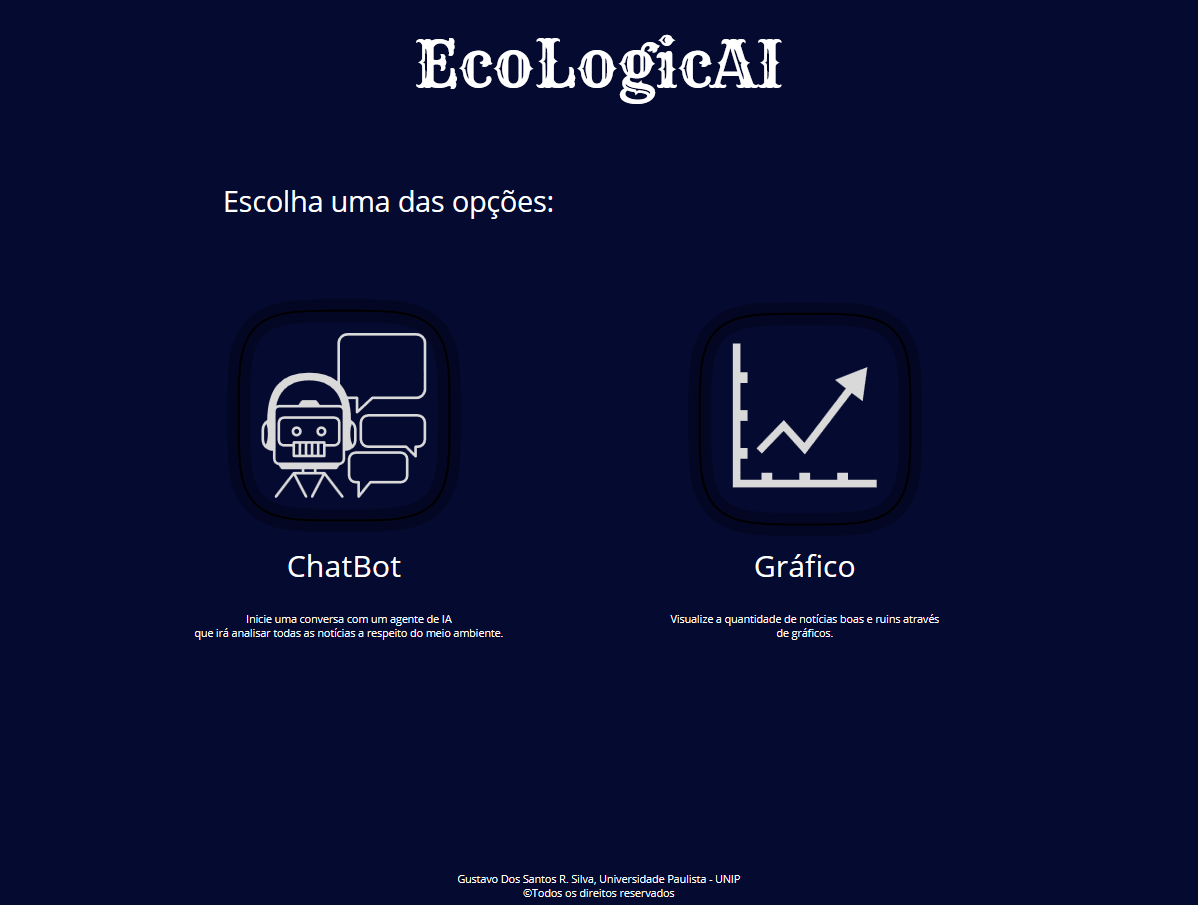 EcoLogicAI
Escolha uma das opções:
ChatBot
Gráfico
Inicie uma conversa com um agente de IA
que irá analisar todas as notícias a respeito do meio ambiente.
Visualize a quantidade de notícias boas e ruins através
de gráficos.
Gustavo Dos Santos R. Silva, Universidade Paulista - UNIP
©Todos os direitos reservados